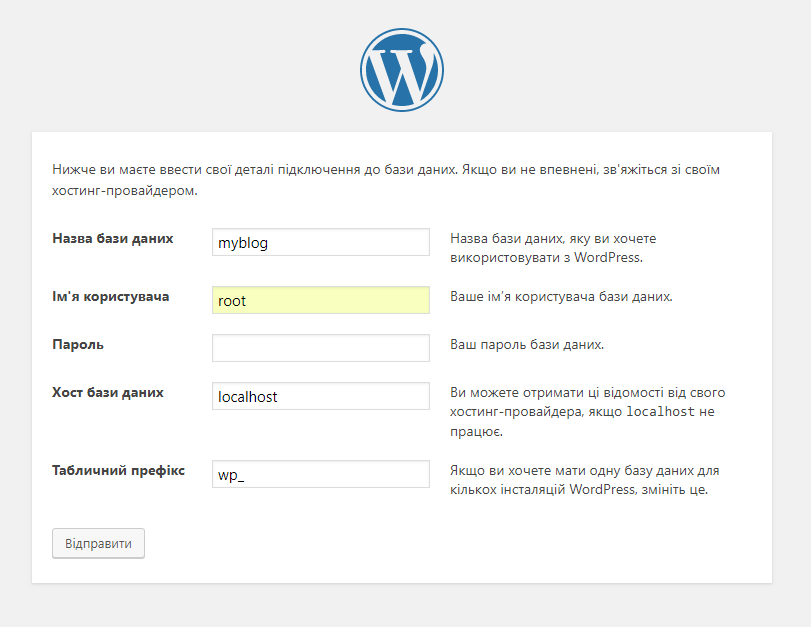 Нижче ви маєте ввести свої деталі підключення до бази даних. Якщо ви не впевнені, зв'яжіться зі своїм
хостинг-провайдером.
Назва бази даних
myblog
Назва бази даних, яку ви хочете
використовувати з WordPress.
Ім'я користувача
root
Ваше ім'я користувача бази даних.
Пароль
Ваш пароль бази даних.
Хост бази даних
localhost
Ви можете отримати ці відомості від свого
хостинг-провайдера, якщо localhost не
працює.
Табличний префікс
wp_
Якщо ви хочете мати одну базу даних для
кількох інсталяцій WordPress, змініть це.
Відправити